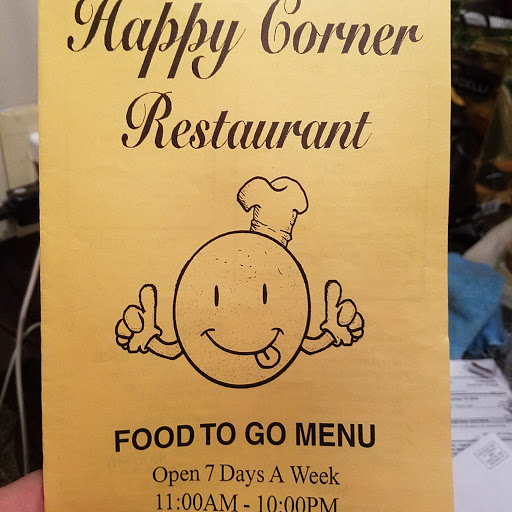 Happy Corner
Restaurant
FOOD TO GO MENU
Open 7 Days A Week
11:00AM - 10:00PM